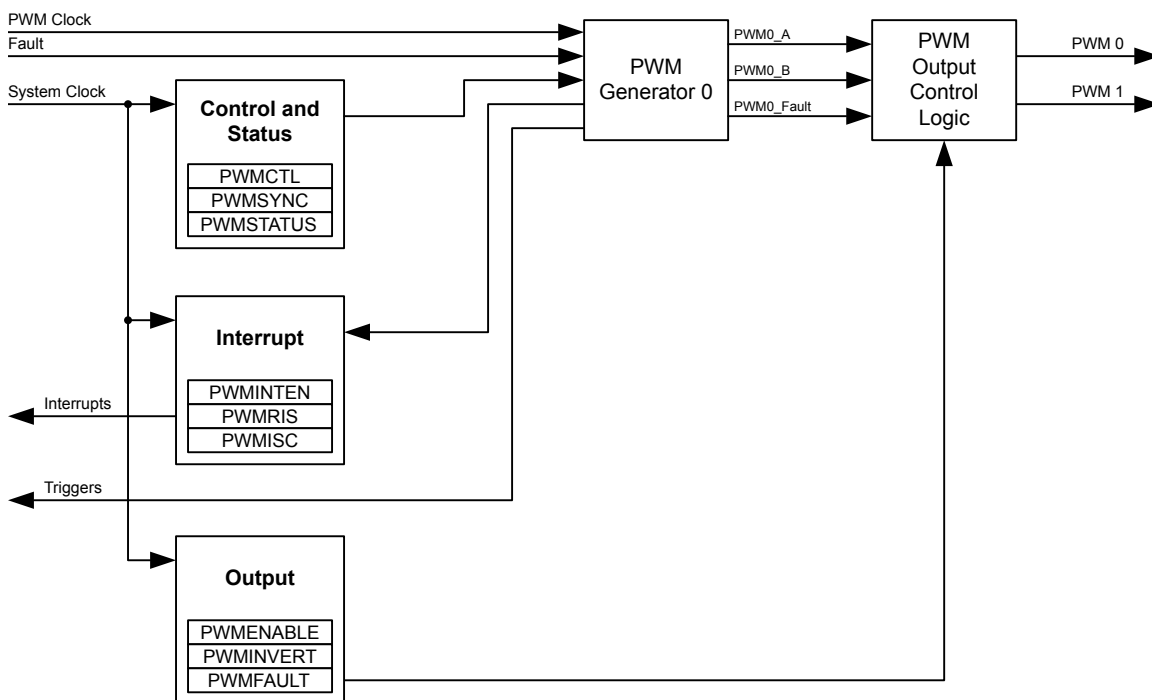 PWM Clock
Fault
System Clock
Control and
Status
PWMCTL
PWMSYNC
PWMSTATUS
Interrupt
PWMINTEN
PWMRIS
PWMISC
Interrupts
Triggers
Output
PWMENABLE
PWMINVERT
PWMFAULT
PWM
Generator 0
PWM0_A
PWM0_B
PWM0_Fault
PWM
Output
Control
Logic
PWM 0
PWM 1